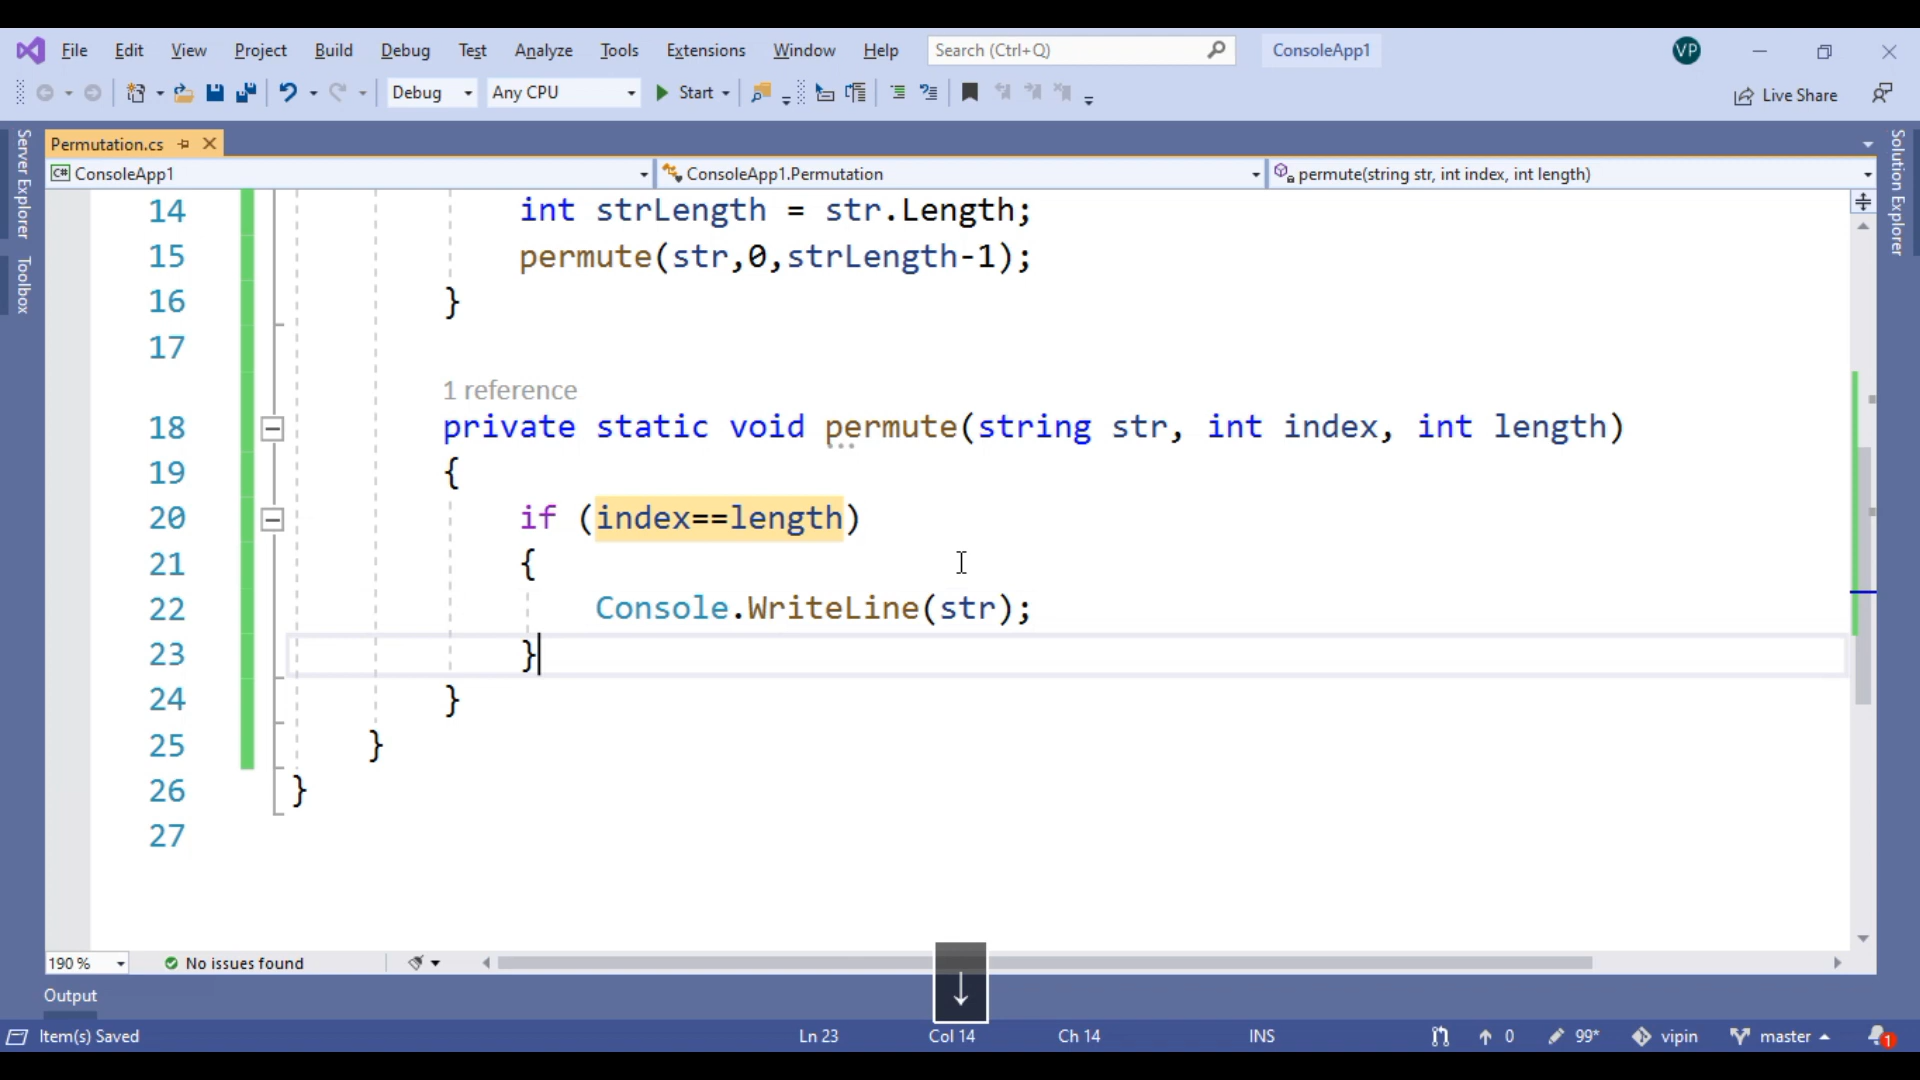 File Edit View Project Build Debug Test Analyze Tools Extensions Window Help Search (Ctrl+Q) ConsoleApp1 VP
Debug Any CPU Start Live Share
Server Explorer
Toolbox
Solution Explorer
Permutation.cs
C# ConsoleApp1 ConsoleApp1.Permutation permute(string str, int index, int length)
14 int strLength = str.Length;
15 permute(str,0,strLength-1);
16 }
17
1 reference
18 private static void permute(string str, int index, int length)
19 {
20 if (index==length)
21 {
22 Console.WriteLine(str);
23 }
24 }
25 }
26 }
27
190 % No issues found
↓
Output
Item(s) Saved Ln 23 Col 14 Ch 14 INS 0 99* vipin master 1